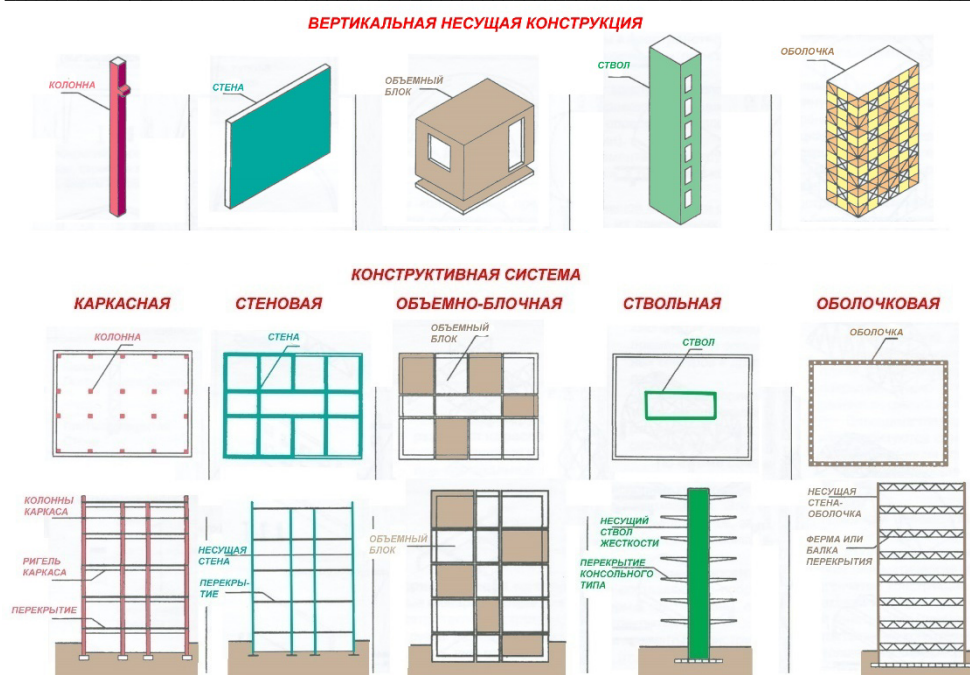 ВЕРТИКАЛЬНАЯ НЕСУЩАЯ КОНСТРУКЦИЯ
КОЛОННА
СТЕНА
ОБЪЕМНЫЙ
БЛОК
СТВОЛ
ОБОЛОЧКА
КОНСТРУКТИВНАЯ СИСТЕМА
КАРКАСНАЯ
СТЕНОВАЯ
ОБЪЕМНО-БЛОЧНАЯ
СТВОЛЬНАЯ
ОБОЛОЧКОВАЯ
КОЛОННА
СТЕНА
ОБЪЕМНЫЙ
БЛОК
СТВОЛ
ОБОЛОЧКА
КОЛОННЫ
КАРКАСА
РИГЕЛЬ
КАРКАСА
ПЕРЕКРЫТИЕ
НЕСУЩАЯ
СТЕНА
ПЕРЕКРЫ-
ТИЕ
ОБЪЕМНЫЙ
БЛОК
НЕСУЩИЙ
СТВОЛ
ЖЕСТКОСТИ
ПЕРЕКРЫТИЕ
КОНСОЛЬНОГО
ТИПА
НЕСУЩАЯ
СТЕНА-
ОБОЛОЧКА
ФЕРМА ИЛИ
БАЛКА
ПЕРЕКРЫТИЯ